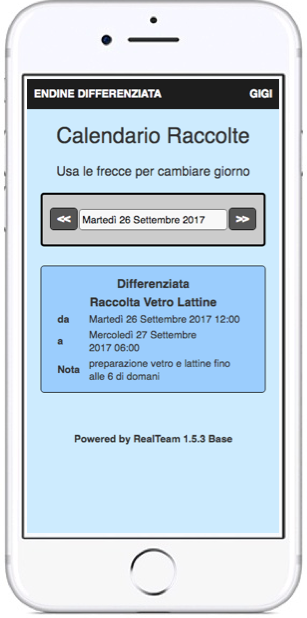 ENDINE DIFFERENZIATA GIGI
Calendario Raccolte
Usa le frecce per cambiare giorno
<< Martedì 26 Settembre 2017 >>
Differenziata
Raccolta Vetro Lattine
da Martedì 26 Settembre 2017 12:00
a Mercoledì 27 Settembre
2017 06:00
Nota preparazione vetro e lattine fino
alle 6 di domani
Powered by RealTeam 1.5.3 Base